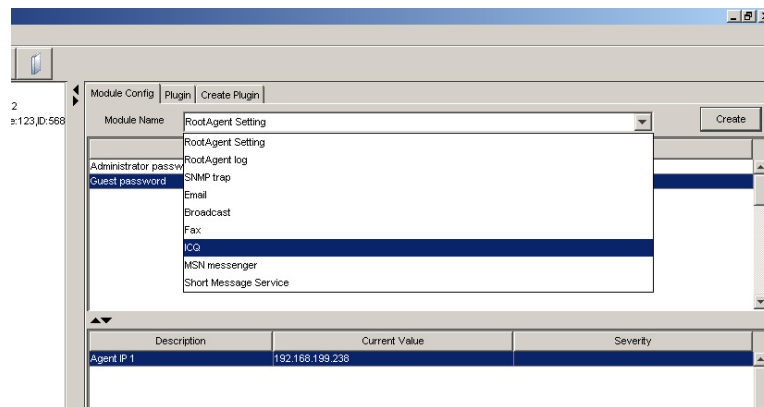 Module Config Plugin Create Plugin
2
e:123,ID:568
Module Name RootAgent Setting Create
RootAgent Setting
RootAgent log
Administrator passw
SNMP trap
Guest password
Email
Broadcast
Fax
ICQ
MSN messenger
Short Message Service
Description Current Value Severity
Agent IP 1 192.168.199.238